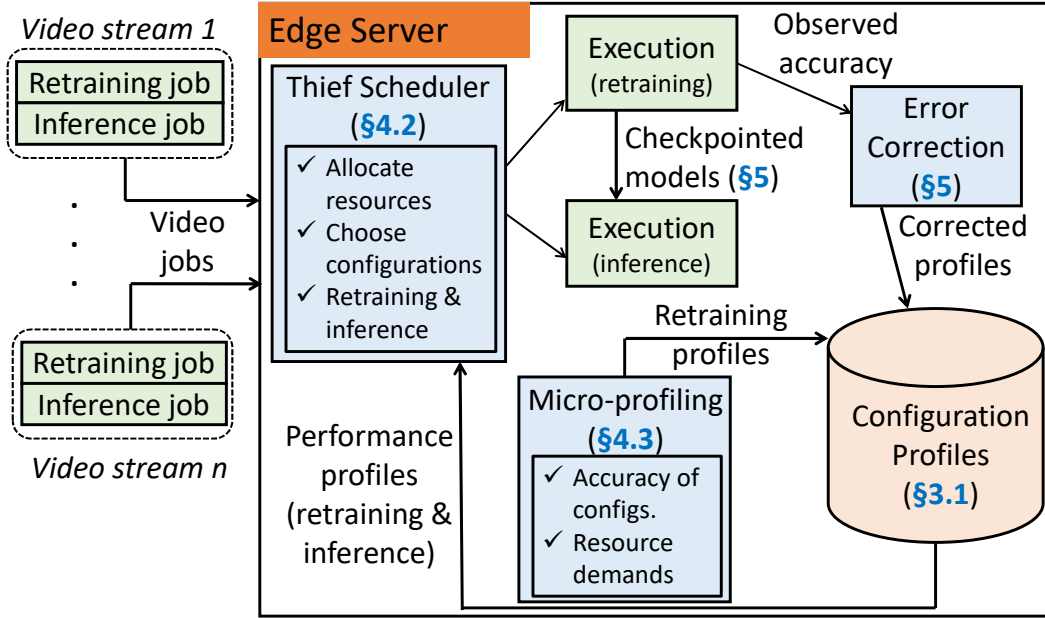 Video stream 1
Retraining job
Inference job
.
.
.
Video
jobs
Retraining job
Inference job
Video stream n
Edge Server
Thief Scheduler
(§4.2)
✓ Allocate
resources
✓ Choose
configurations
✓ Retraining &
inference
Execution
(retraining)
Checkpointed
models (§5)
Execution
(inference)
Observed
accuracy
Error
Correction
(§5)
Corrected
profiles
Retraining
profiles
Micro-profiling
(§4.3)
✓ Accuracy of
configs.
✓ Resource
demands
Configuration
Profiles
(§3.1)
Performance
profiles
(retraining &
inference)